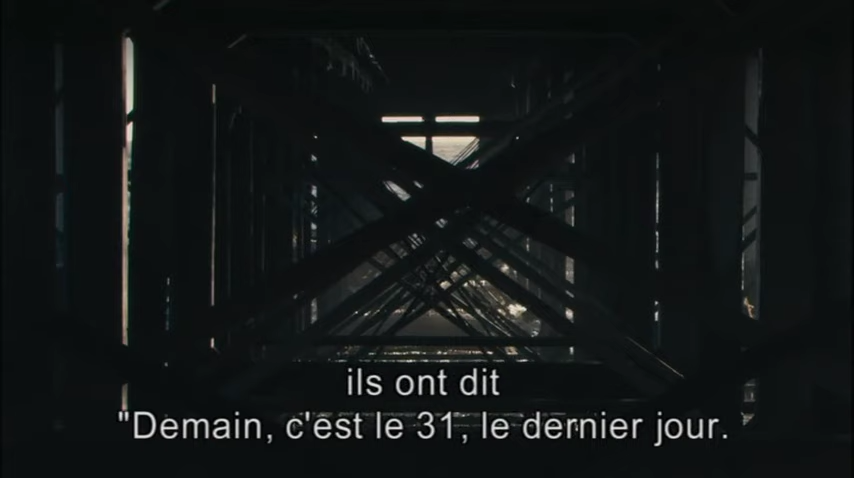 ils ont dit
"Demain, c'est le 31, le dernier jour.